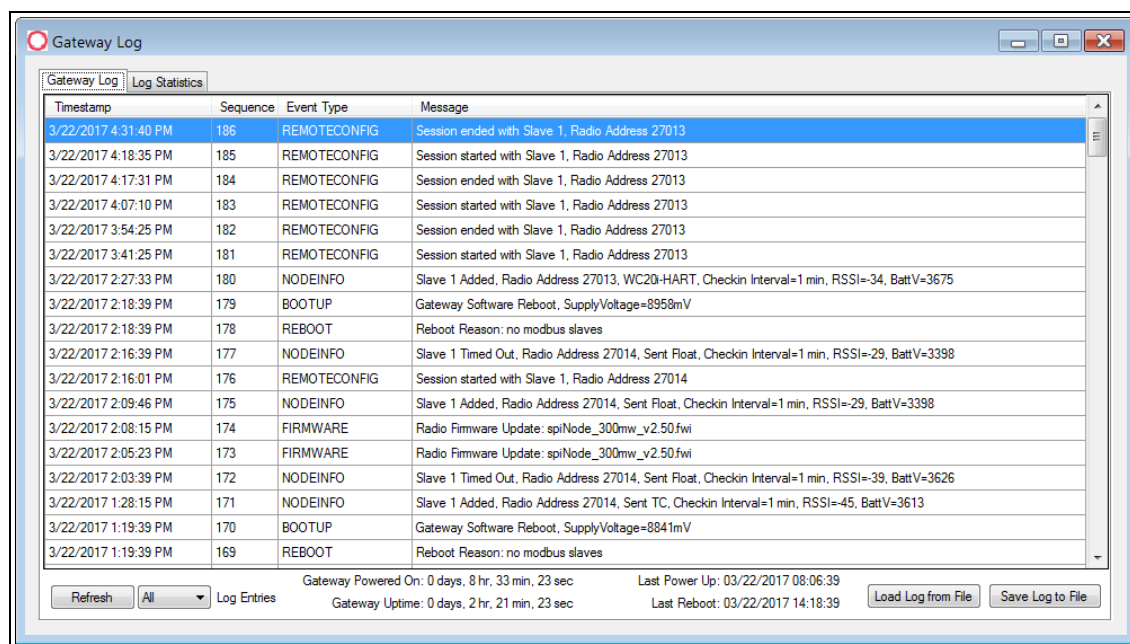 Gateway Log
Gateway Log Log Statistics
Timestamp Sequence Event Type Message
3/22/2017 4:31:40 PM 186 REMOTECONFIG Session ended with Slave 1, Radio Address 27013
3/22/2017 4:18:35 PM 185 REMOTECONFIG Session started with Slave 1, Radio Address 27013
3/22/2017 4:17:31 PM 184 REMOTECONFIG Session ended with Slave 1, Radio Address 27013
3/22/2017 4:07:10 PM 183 REMOTECONFIG Session started with Slave 1, Radio Address 27013
3/22/2017 3:54:25 PM 182 REMOTECONFIG Session ended with Slave 1, Radio Address 27013
3/22/2017 3:41:25 PM 181 REMOTECONFIG Session started with Slave 1, Radio Address 27013
3/22/2017 2:27:33 PM 180 NODEINFO Slave 1 Added, Radio Address 27013, WC20i-HART, Checkin Interval=1 min, RSSI=-34, BattV=3675
3/22/2017 2:18:39 PM 179 BOOTUP Gateway Software Reboot, SupplyVoltage=8958mV
3/22/2017 2:18:39 PM 178 REBOOT Reboot Reason: no modbus slaves
3/22/2017 2:16:39 PM 177 NODEINFO Slave 1 Timed Out, Radio Address 27014, Sent Float, Checkin Interval=1 min, RSSI=-29, BattV=3398
3/22/2017 2:16:01 PM 176 REMOTECONFIG Session started with Slave 1, Radio Address 27014
3/22/2017 2:09:46 PM 175 NODEINFO Slave 1 Added, Radio Address 27014, Sent Float, Checkin Interval=1 min, RSSI=-29, BattV=3398
3/22/2017 2:08:15 PM 174 FIRMWARE Radio Firmware Update: spiNode_300mw_v2.50.fwi
3/22/2017 2:05:23 PM 173 FIRMWARE Radio Firmware Update: spiNode_300mw_v2.50.fwi
3/22/2017 2:03:39 PM 172 NODEINFO Slave 1 Timed Out, Radio Address 27014, Sent Float, Checkin Interval=1 min, RSSI=-39, BattV=3626
3/22/2017 1:28:15 PM 171 NODEINFO Slave 1 Added, Radio Address 27014, Sent TC, Checkin Interval=1 min, RSSI=-45, BattV=3613
3/22/2017 1:19:39 PM 170 BOOTUP Gateway Software Reboot, SupplyVoltage=8841mV
3/22/2017 1:19:39 PM 169 REBOOT Reboot Reason: no modbus slaves
Gateway Powered On: 0 days, 8 hr, 33 min, 23 sec Last Power Up: 03/22/2017 08:06:39
Refresh All Log Entries Load Log from File Save Log to File
Gateway Uptime: 0 days, 2 hr, 21 min, 23 sec Last Reboot: 03/22/2017 14:18:39